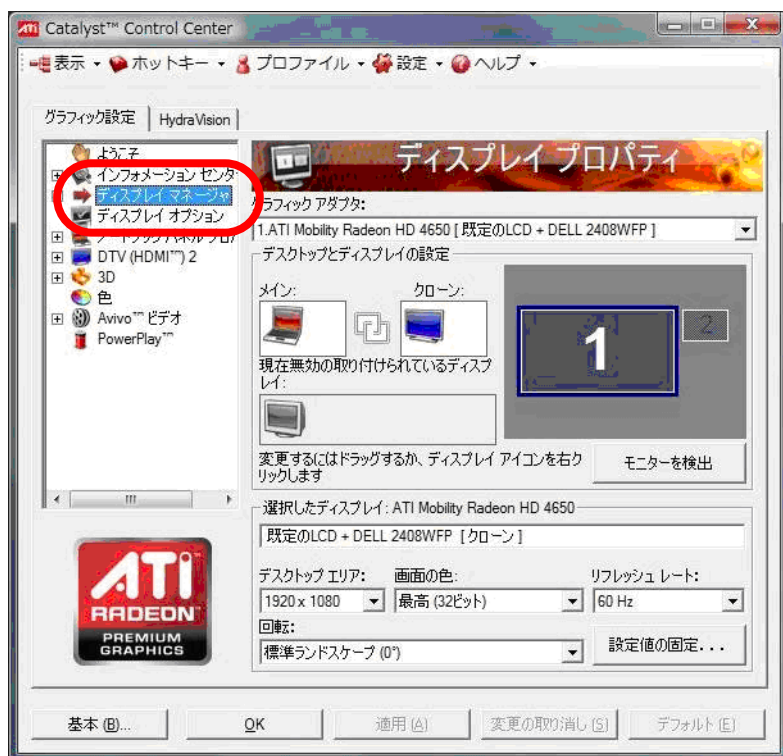 ATI Catalyst™ Control Center
表示 ホットキー プロファイル 設定 ヘルプ
グラフィック設定 HydraVision
ようこそ
インフォメーション センタ
ディスプレイ マネージャ
ディスプレイ オプション
DTV (HDMI™) 2
3D
色
Avivo™ ビデオ
PowerPlay™
ATI
RADEON
PREMIUM
GRAPHICS
ディスプレイ プロパティ
グラフィック アダプタ:
1.ATI Mobility Radeon HD 4650 [ 既定のLCD + DELL 2408WFP ]
デスクトップとディスプレイの設定
メイン: クローン:
1 2
現在無効の取り付けられているディスプ
レイ:
変更するにはドラッグするか、ディスプレイ アイコンを右ク
リックします
モニターを検出
選択したディスプレイ: ATI Mobility Radeon HD 4650
既定のLCD + DELL 2408WFP [ クローン ]
デスクトップ エリア: 画面の色: リフレッシュ レート:
1920 x 1080 最高 (32ビット) 60 Hz
回転:
標準ランドスケープ (0°) 設定値の固定...
基本 (B)... OK 適用 (A) 変更の取り消し (S) デフォルト (E)